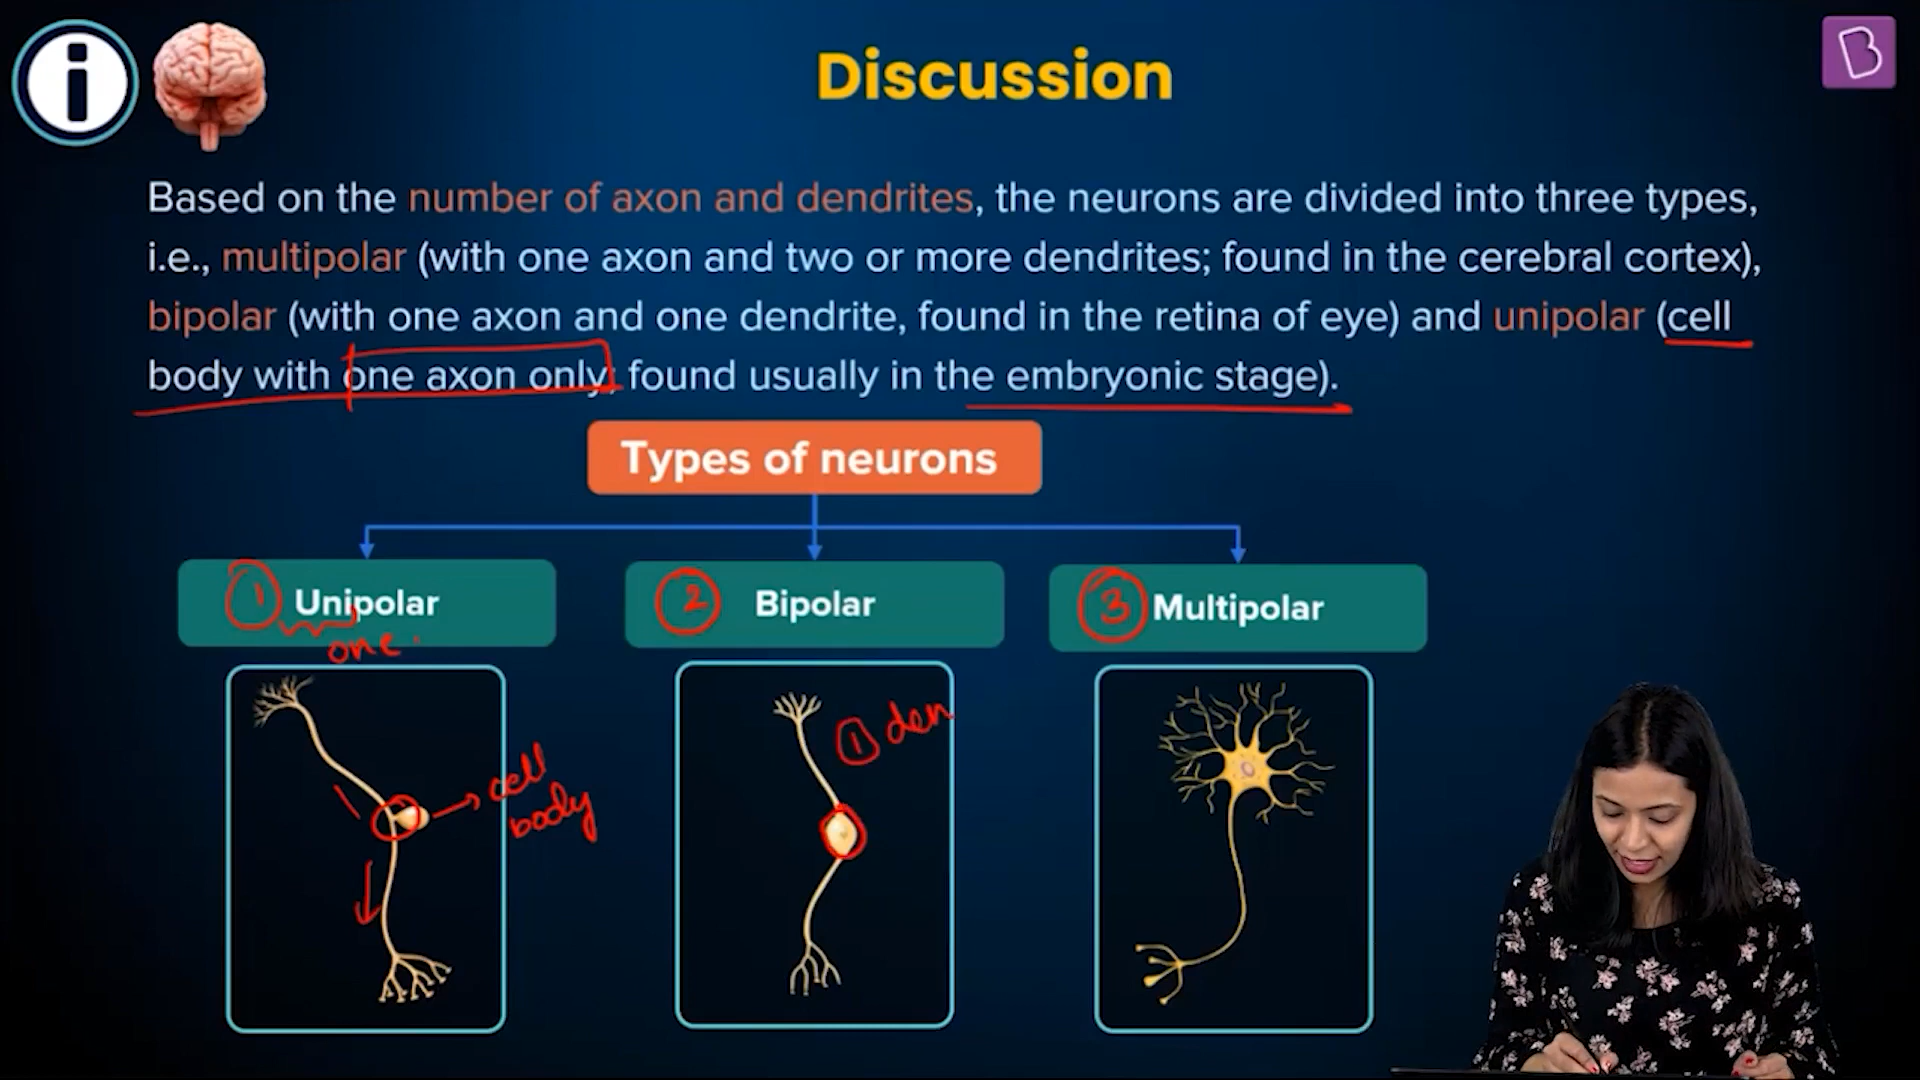 Discussion
Based on the number of axon and dendrites, the neurons are divided into three types,
i.e., multipolar (with one axon and two or more dendrites; found in the cerebral cortex),
bipolar (with one axon and one dendrite, found in the retina of eye) and unipolar (cell
body with one axon only; found usually in the embryonic stage).
Types of neurons
1 Unipolar
one
2 Bipolar
3 Multipolar
cell
body
1 den